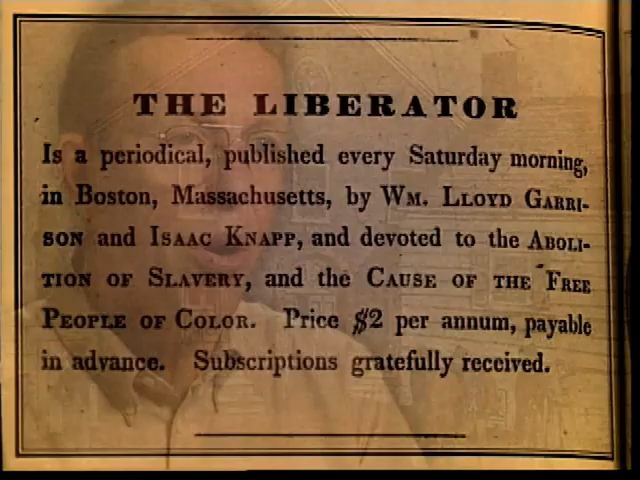 THE LIBERATOR
Is a periodical, published every Saturday morning,
in Boston, Massachusetts, by WM. LLOYD GARRI-
SON and ISAAC KNAPP, and devoted to the ABOLI-
TION OF SLAVERY, and the CAUSE OF THE FREE
PEOPLE OF COLOR. Price $2 per annum, payable
in advance. Subscriptions gratefully received.